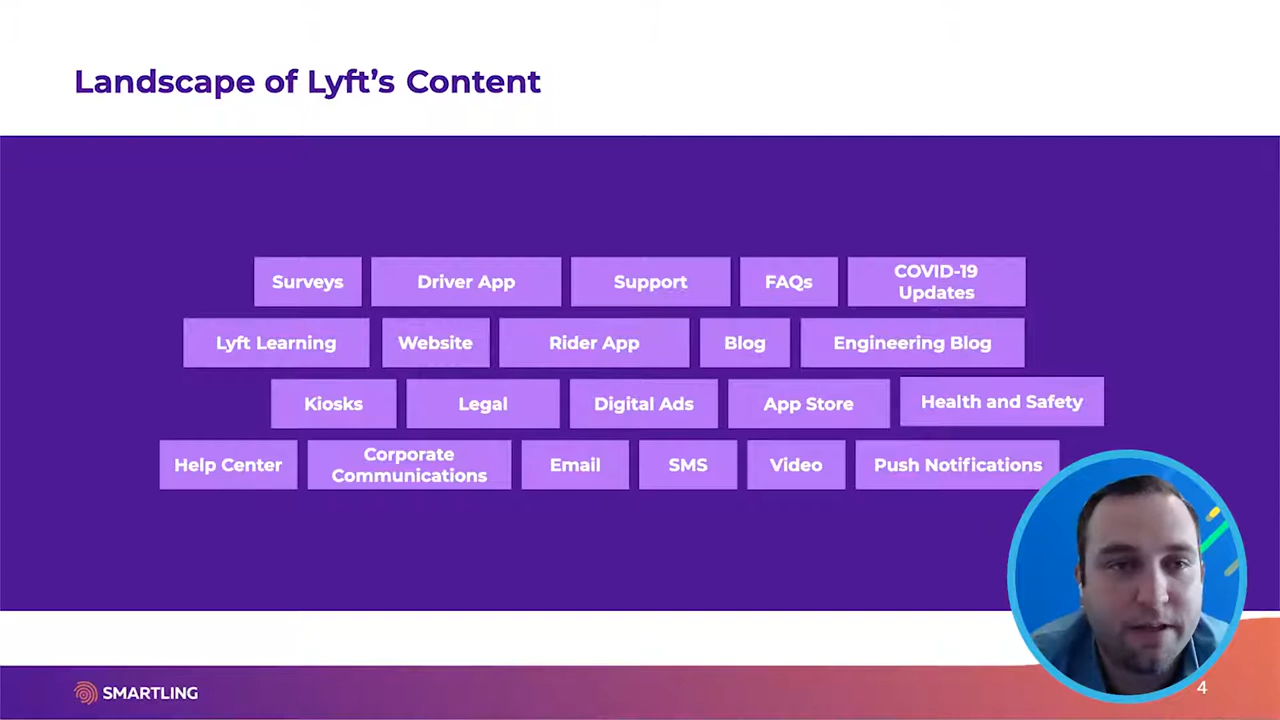 Landscape of Lyft's Content
Surveys
Driver App
Support
FAQs
COVID-19
Updates
Lyft Learning
Website
Rider App
Blog
Engineering Blog
Kiosks
Legal
Digital Ads
App Store
Health and Safety
Help Center
Corporate
Communications
Email
SMS
Video
Push Notifications
SMARTLING
4